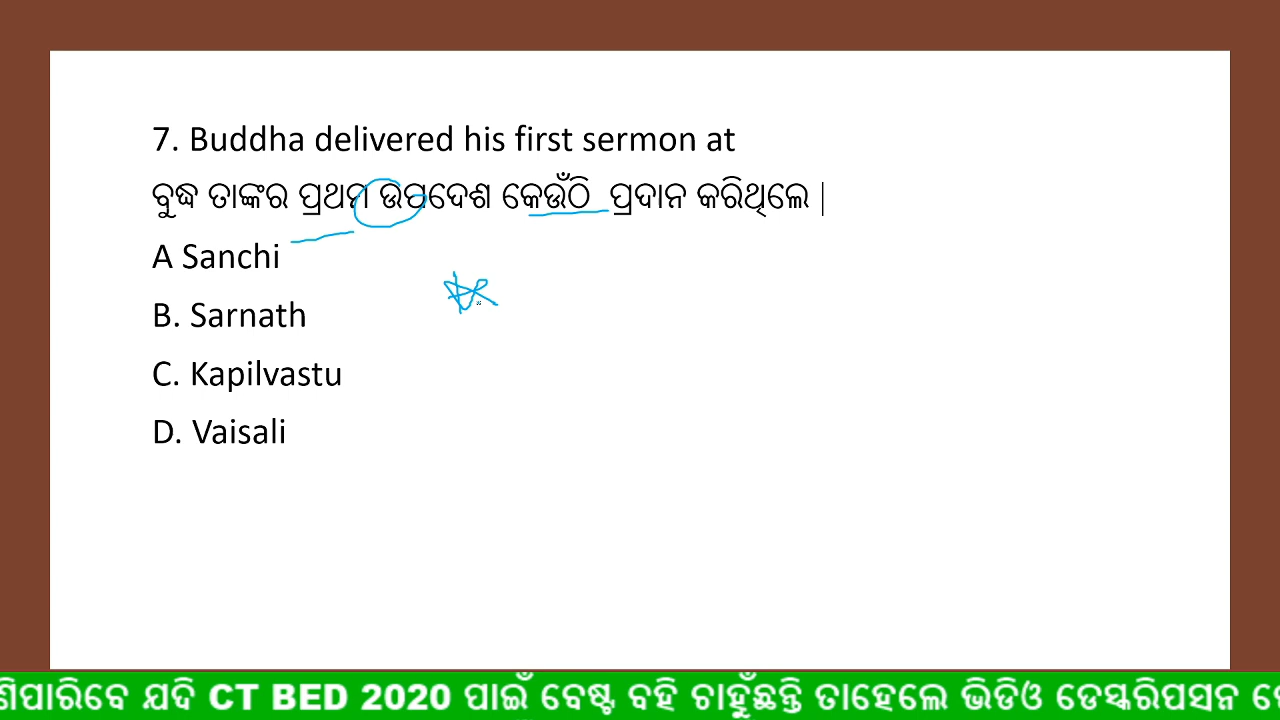 7. Buddha delivered his first sermon at
ବୁଦ୍ଧ ତାଙ୍କର ପ୍ରଥମ ଉପଦେଶ କେଉଁଠି ପ୍ରଦାନ କରିଥିଲେ |
A Sanchi
B. Sarnath
C. Kapilvastu
D. Vaisali
ଣିପାରିବେ ଯଦି CT BED 2020 ପାଇଁ ବେଷ୍ଟ ବହି ଚାହୁଁଛନ୍ତି ତାହେଲେ ଭିଡିଓ ଡେସ୍କରିପସନ